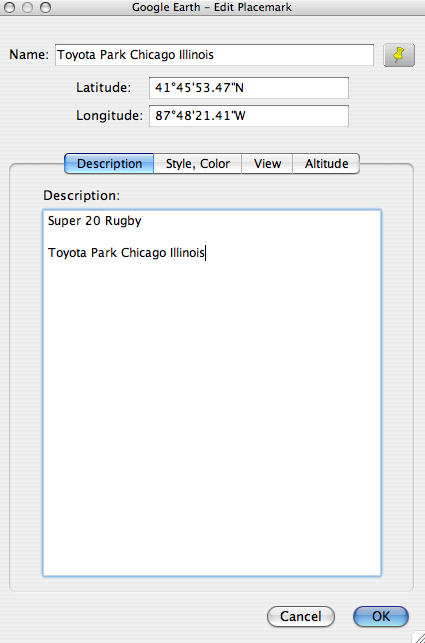 Google Earth - Edit Placemark
Name: Toyota Park Chicago Illinois
Latitude: 41°45'53.47"N
Longitude: 87°48'21.41"W
Description Style, Color View Altitude
Description:
Super 20 Rugby
Toyota Park Chicago Illinois
Cancel OK